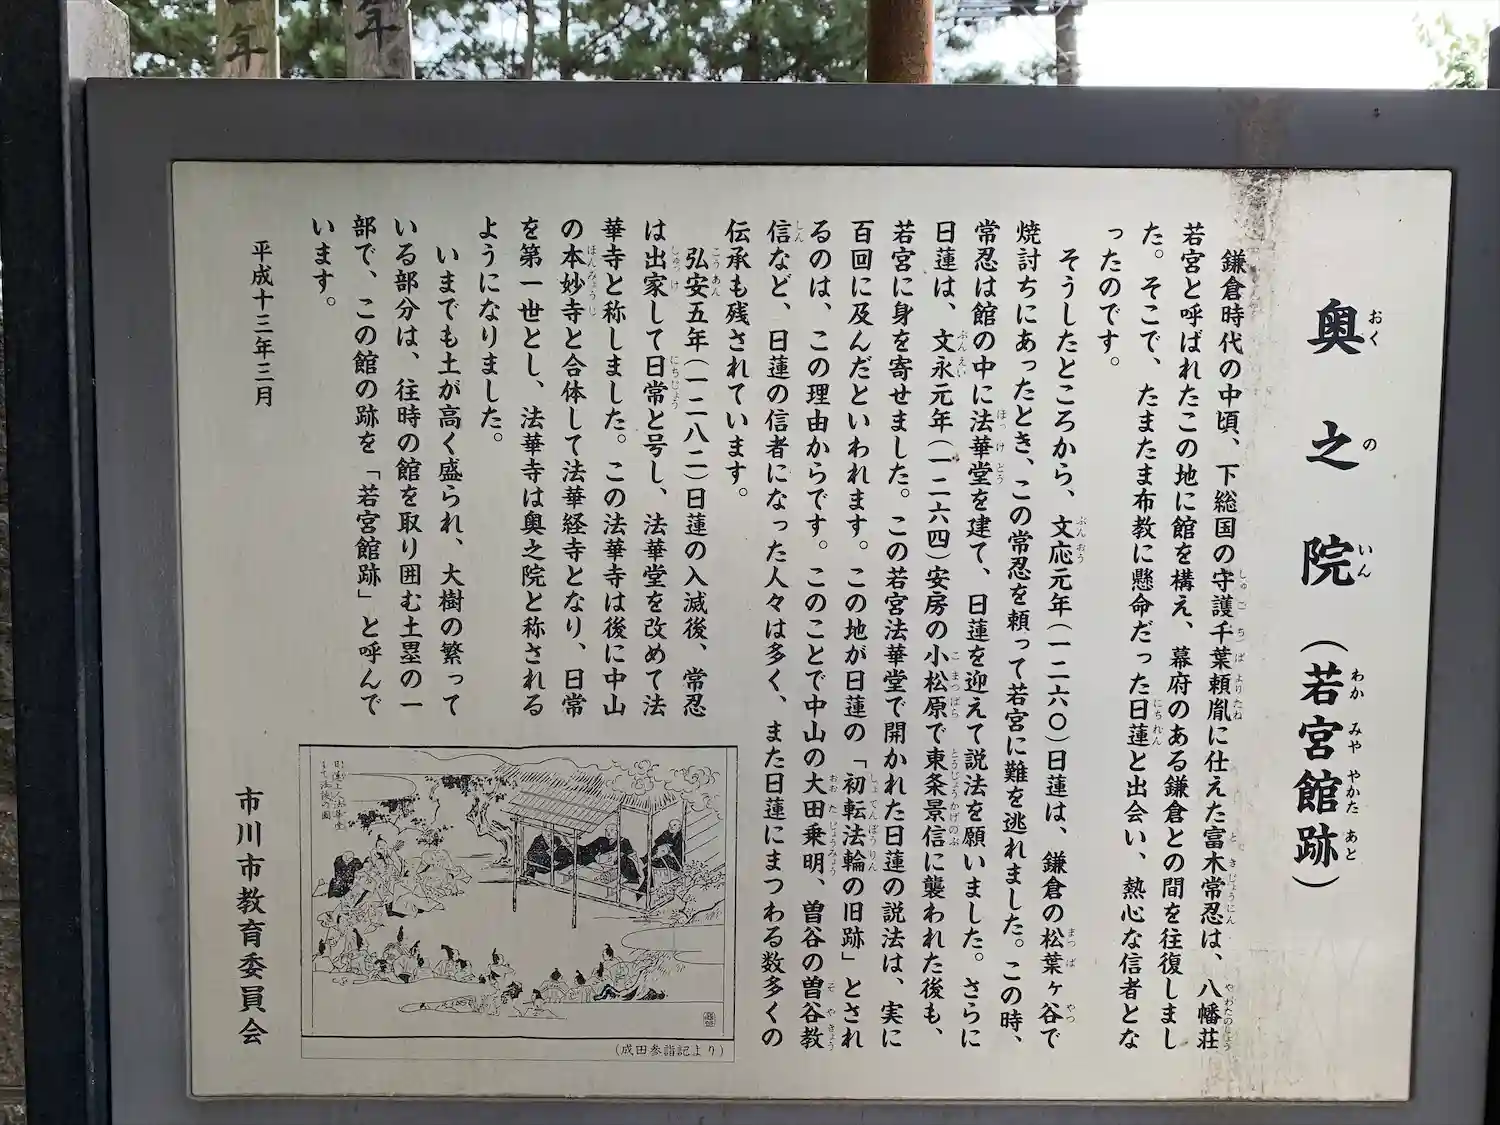 奥之院（若宮館跡）
おくのいん わかみややかたあと
鎌倉時代の中頃、下総国の守護千葉頼胤に仕えた富木常忍は、八幡荘
若宮と呼ばれたこの地に館を構え、幕府のある鎌倉との間を往復しまし
た。そこで、たまたま布教に懸命だった日蓮と出会い、熱心な信者とな
ったのです。
そうしたところから、文応元年（一二六〇）日蓮は、鎌倉の松葉ヶ谷で
焼討ちにあったとき、この常忍を頼って若宮に難を逃れました。この時、
常忍は館の中に法華堂を建て、日蓮を迎えて説法を願いました。さらに
日蓮は、文永元年（一二六四）安房の小松原で東条景信に襲われた後も、
若宮に身を寄せました。この若宮法華堂で開かれた日蓮の説法は、実に
百回に及んだといわれます。この地が日蓮の「初転法輪の旧跡」とされ
るのは、この理由からです。このことで中山の大田乗明、曽谷の曽谷教
信など、日蓮の信者になった人々は多く、また日蓮にまつわる数多くの
伝承も残されています。
弘安五年（一二八二）日蓮の入滅後、常忍
は出家して日常と号し、法華堂を改めて法
華寺と称しました。この法華寺は後に中山
の本妙寺と合体して法華経寺となり、日常
を第一世とし、法華寺は奥之院と称される
ようになりました。
いまでも土が高く盛られ、大樹の繁って
いる部分は、往時の館を取り囲む土塁の一
部で、この館の跡を「若宮館跡」と呼んで
います。
平成十三年三月
市川市教育委員会
（成田参詣記より）
年
年